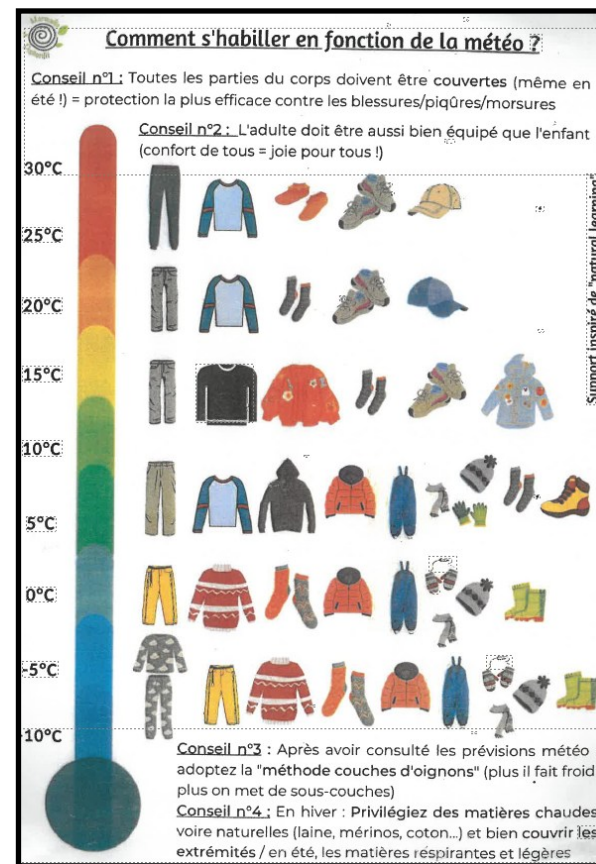 Comment s'habiller en fonction de la météo ?
Conseil n°1 : Toutes les parties du corps doivent être couvertes (même en
été !) = protection la plus efficace contre les blessures/piqûres/morsures
Conseil n°2 : L'adulte doit être aussi bien équipé que l'enfant
(confort de tous = joie pour tous !)
30°C
25°C
20°C
15°C
10°C
5°C
0°C
-5°C
-10°C
Support inspiré de "natural learning"
Conseil n°3 : Après avoir consulté les prévisions météo
adoptez la "méthode couches d'oignons" (plus il fait froid
plus on met de sous-couches)
Conseil n°4 : En hiver : Privilégiez des matières chaudes
voire naturelles (laine, mérinos, coton...) et bien couvrir les
extrémités / en été, les matières respirantes et légères